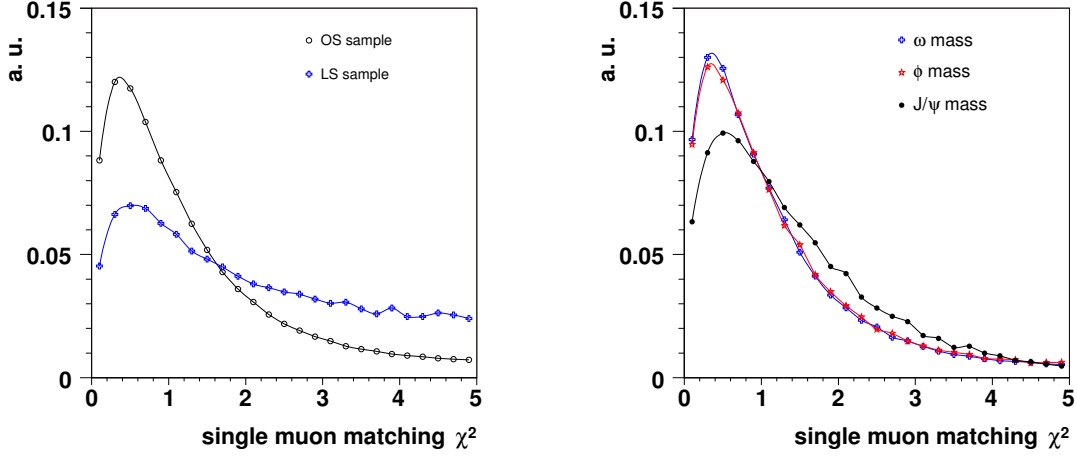 a. u.
0.15
0.1
0.05
0
OS sample
LS sample
0 1 2 3 4 5
single muon matching χ²
a. u.
0.15
0.1
0.05
0
ω mass
ϕ mass
J/ψ mass
0 1 2 3 4 5
single muon matching χ²